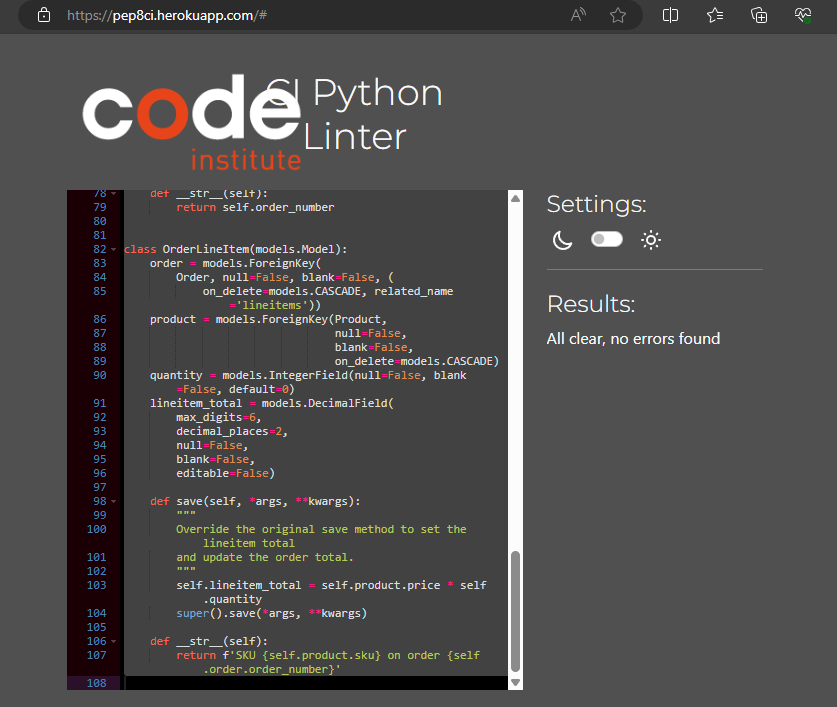 https://pep8ci.herokuapp.com/#
code
institute
CI Python
Linter
78 def __str__(self):
79 return self.order_number
80
81
82 class OrderLineItem(models.Model):
83 order = models.ForeignKey(
84 Order, null=False, blank=False, (
85 on_delete=models.CASCADE, related_name
='lineitems'))
86 product = models.ForeignKey(Product,
87 null=False,
88 blank=False,
89 on_delete=models.CASCADE)
90 quantity = models.IntegerField(null=False, blank
=False, default=0)
91 lineitem_total = models.DecimalField(
92 max_digits=6,
93 decimal_places=2,
94 null=False,
95 blank=False,
96 editable=False)
97
98 def save(self, *args, **kwargs):
99 """
100 Override the original save method to set the
lineitem total
101 and update the order total.
102 """
103 self.lineitem_total = self.product.price * self
.quantity
104 super().save(*args, **kwargs)
105
106 def __str__(self):
107 return f'SKU {self.product.sku} on order {self
.order.order_number}'
108
Settings:
Results:
All clear, no errors found